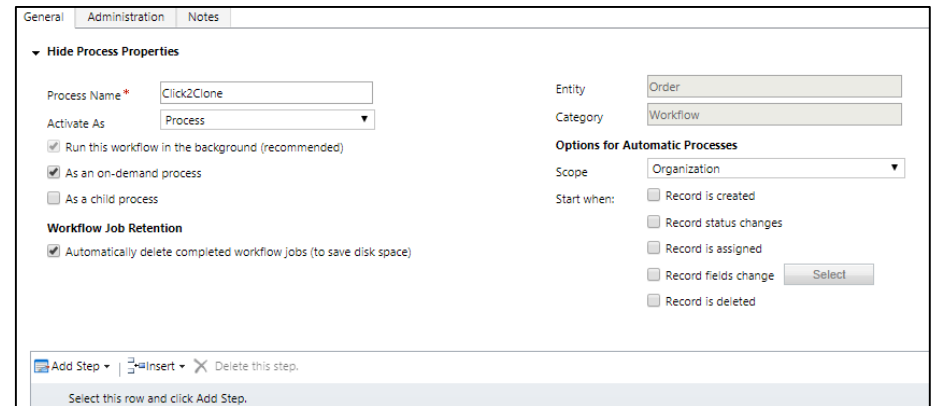 General Administration Notes
Hide Process Properties
Process Name* Click2Clone
Activate As Process
Run this workflow in the background (recommended)
As an on-demand process
As a child process
Workflow Job Retention
Automatically delete completed workflow jobs (to save disk space)
Entity Order
Category Workflow
Options for Automatic Processes
Scope Organization
Start when: Record is created
Record status changes
Record is assigned
Record fields change Select
Record is deleted
Add Step Insert Delete this step.
Select this row and click Add Step.